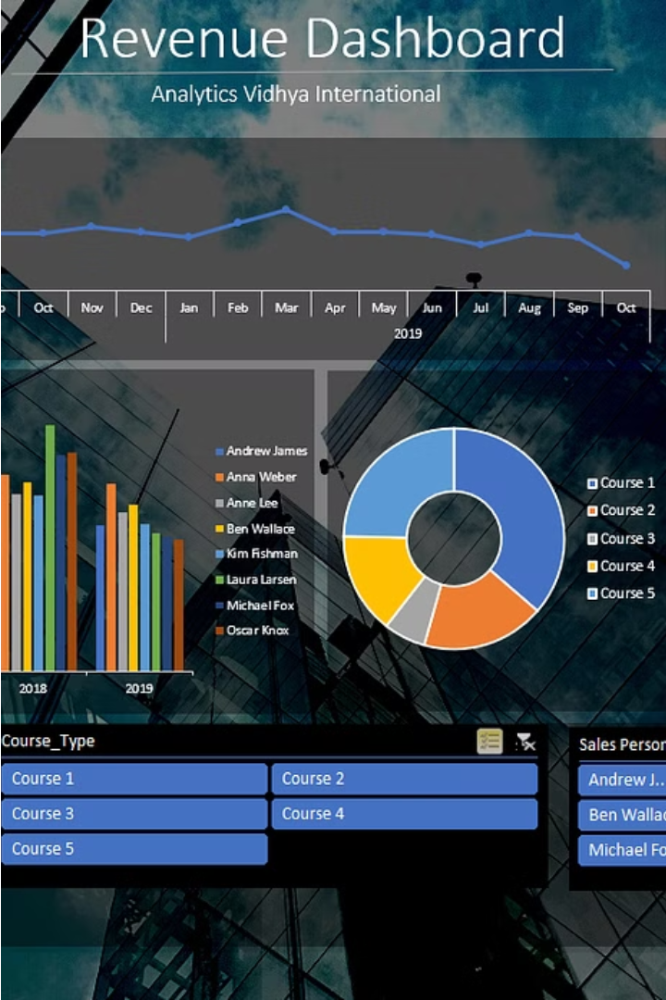 Revenue Dashboard
Analytics Vidhya International
Oct Nov Dec Jan Feb Mar Apr May Jun Jul Aug Sep Oct
2019
Andrew James
Anna Weber
Anne Lee
Ben Wallace
Kim Fishman
Laura Larsen
Michael Fox
Oscar Knox
2018 2019
Course 1
Course 2
Course 3
Course 4
Course 5
Course_Type
Course 1 Course 2
Course 3 Course 4
Course 5
Sales Person
Andrew J..
Ben Wallac
Michael Fo